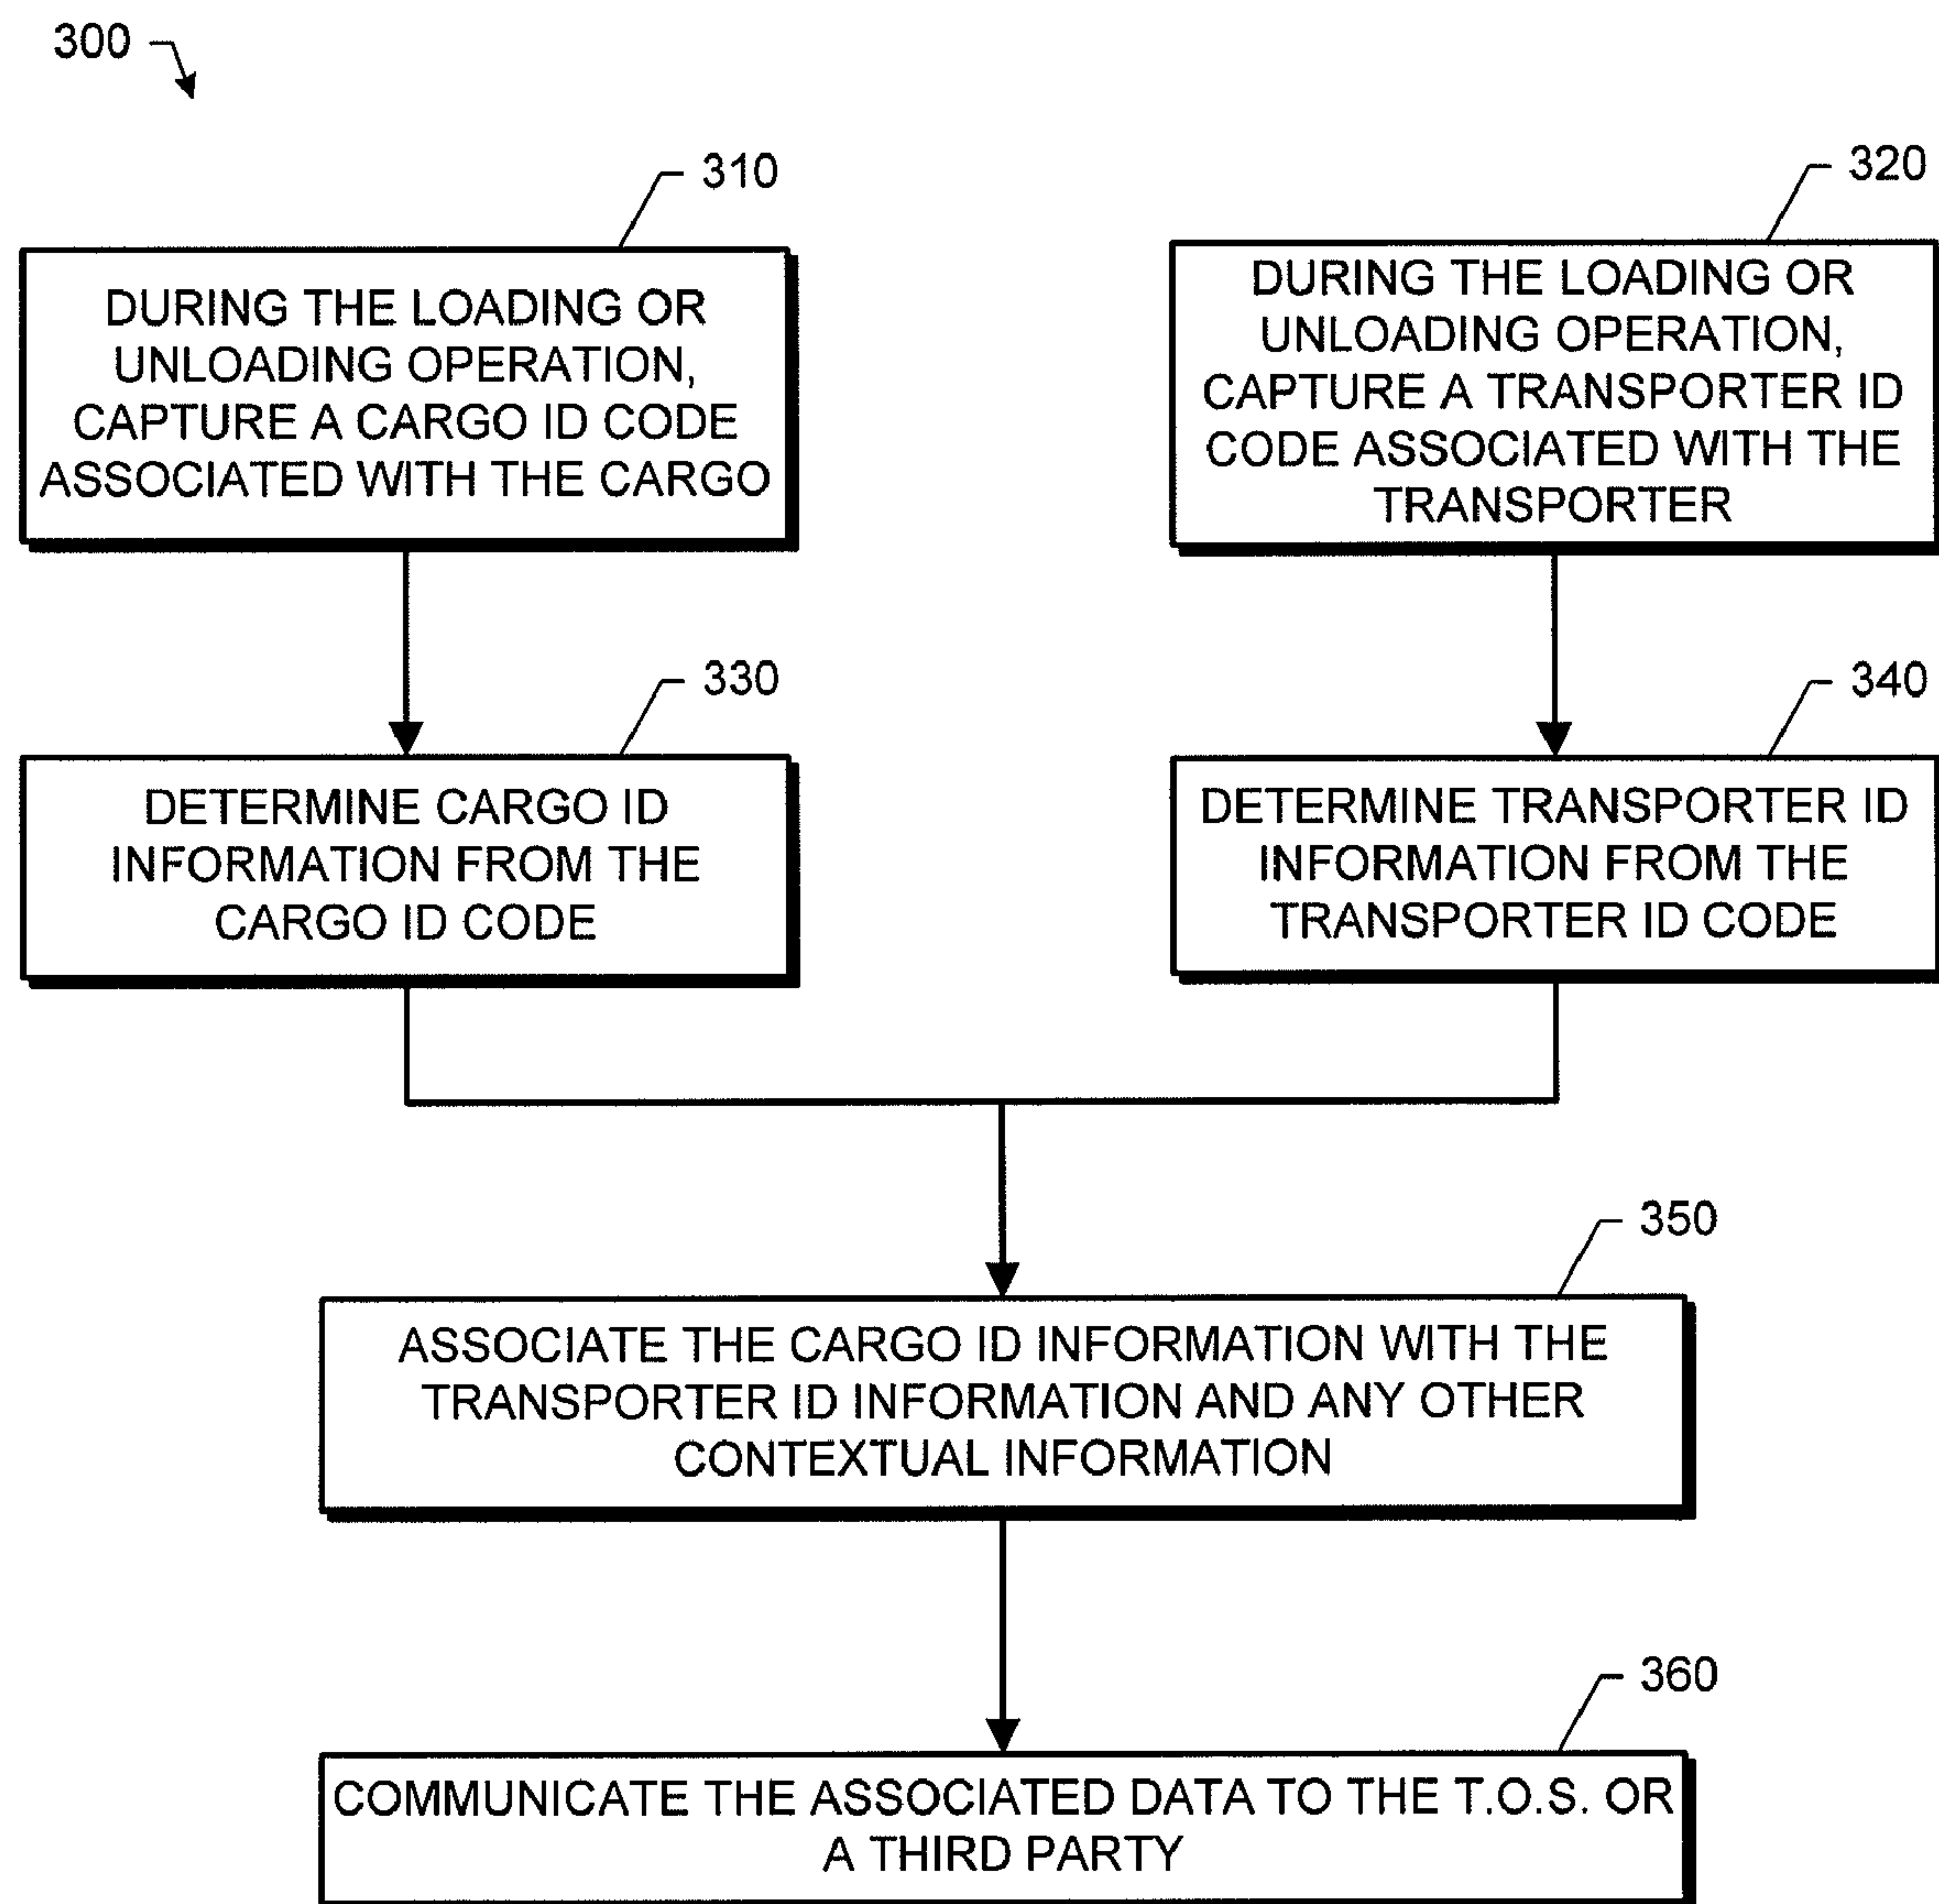 300
310
DURING THE LOADING OR
UNLOADING OPERATION,
CAPTURE A CARGO ID CODE
ASSOCIATED WITH THE CARGO
320
DURING THE LOADING OR
UNLOADING OPERATION,
CAPTURE A TRANSPORTER ID
CODE ASSOCIATED WITH THE
TRANSPORTER
330
DETERMINE CARGO ID
INFORMATION FROM THE
CARGO ID CODE
340
DETERMINE TRANSPORTER ID
INFORMATION FROM THE
TRANSPORTER ID CODE
350
ASSOCIATE THE CARGO ID INFORMATION WITH THE
TRANSPORTER ID INFORMATION AND ANY OTHER
CONTEXTUAL INFORMATION
360
COMMUNICATE THE ASSOCIATED DATA TO THE T.O.S. OR
A THIRD PARTY